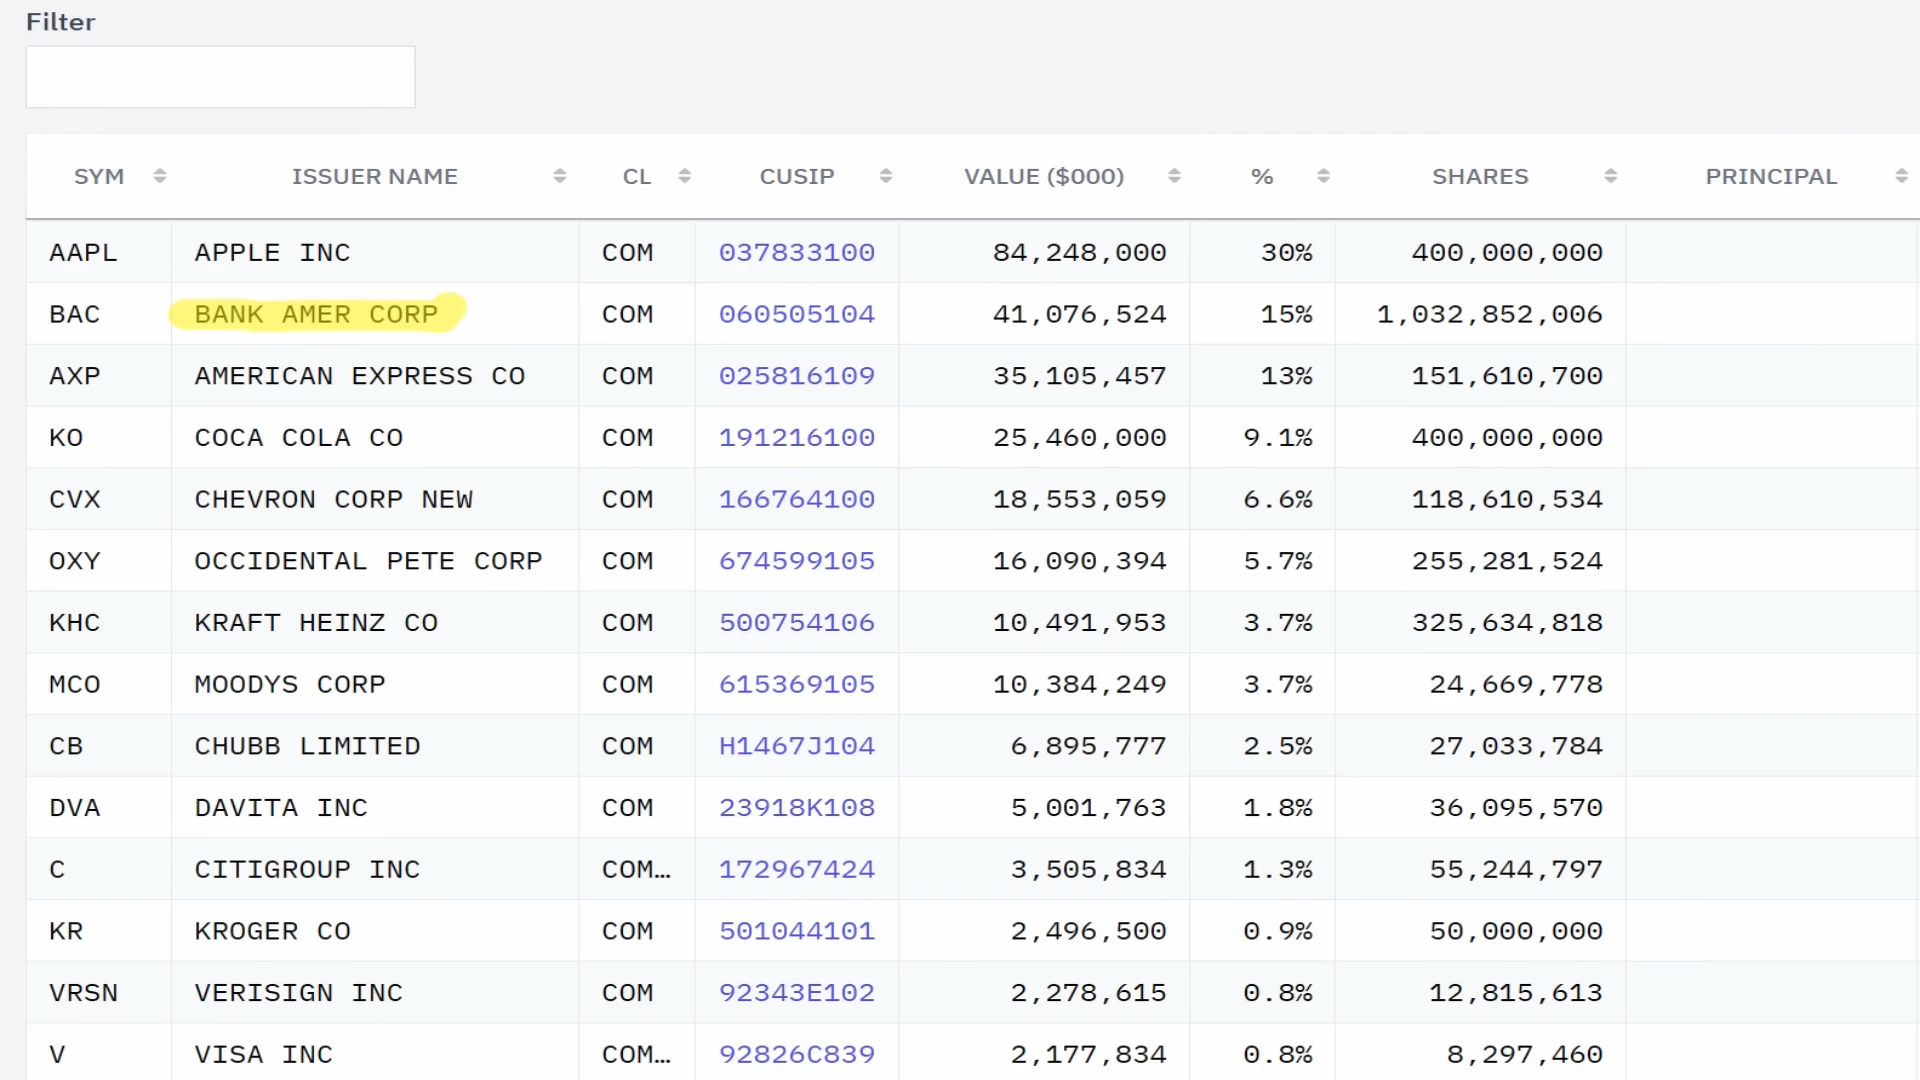 Filter
SYM ISSUER NAME CL CUSIP VALUE ($000) % SHARES PRINCIPAL
AAPL APPLE INC COM 037833100 84,248,000 30% 400,000,000
BAC BANK AMER CORP COM 060505104 41,076,524 15% 1,032,852,006
AXP AMERICAN EXPRESS CO COM 025816109 35,105,457 13% 151,610,700
KO COCA COLA CO COM 191216100 25,460,000 9.1% 400,000,000
CVX CHEVRON CORP NEW COM 166764100 18,553,059 6.6% 118,610,534
OXY OCCIDENTAL PETE CORP COM 674599105 16,090,394 5.7% 255,281,524
KHC KRAFT HEINZ CO COM 500754106 10,491,953 3.7% 325,634,818
MCO MOODYS CORP COM 615369105 10,384,249 3.7% 24,669,778
CB CHUBB LIMITED COM H1467J104 6,895,777 2.5% 27,033,784
DVA DAVITA INC COM 23918K108 5,001,763 1.8% 36,095,570
C CITIGROUP INC COM… 172967424 3,505,834 1.3% 55,244,797
KR KROGER CO COM 501044101 2,496,500 0.9% 50,000,000
VRSN VERISIGN INC COM 92343E102 2,278,615 0.8% 12,815,613
V VISA INC COM… 92826C839 2,177,834 0.8% 8,297,460